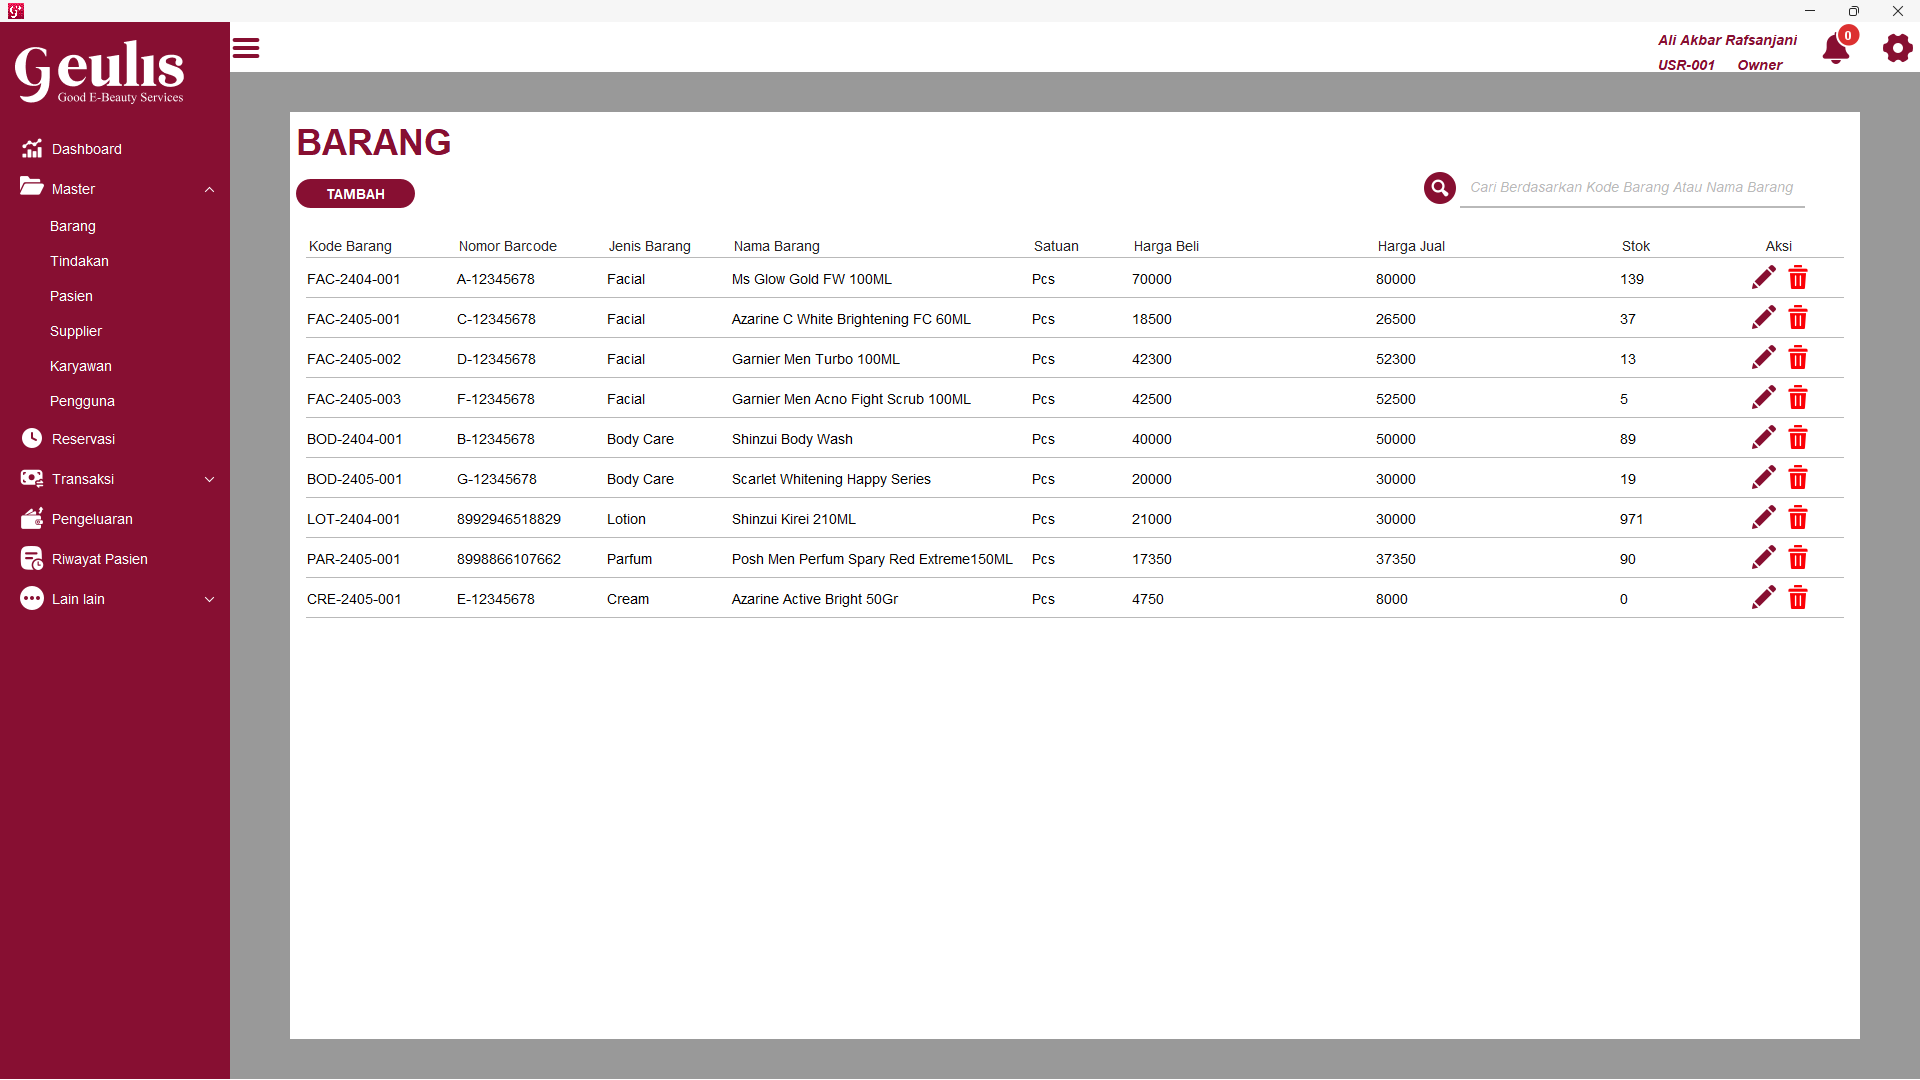 Geulis
Good E-Beauty Services
Ali Akbar Rafsanjani
USR-001 Owner
0
Dashboard
Master
Barang
Tindakan
Pasien
Supplier
Karyawan
Pengguna
Reservasi
Transaksi
Pengeluaran
Riwayat Pasien
Lain lain
BARANG
TAMBAH
Cari Berdasarkan Kode Barang Atau Nama Barang
Kode Barang Nomor Barcode Jenis Barang Nama Barang Satuan Harga Beli Harga Jual Stok Aksi
FAC-2404-001 A-12345678 Facial Ms Glow Gold FW 100ML Pcs 70000 80000 139
FAC-2405-001 C-12345678 Facial Azarine C White Brightening FC 60ML Pcs 18500 26500 37
FAC-2405-002 D-12345678 Facial Garnier Men Turbo 100ML Pcs 42300 52300 13
FAC-2405-003 F-12345678 Facial Garnier Men Acno Fight Scrub 100ML Pcs 42500 52500 5
BOD-2404-001 B-12345678 Body Care Shinzui Body Wash Pcs 40000 50000 89
BOD-2405-001 G-12345678 Body Care Scarlet Whitening Happy Series Pcs 20000 30000 19
LOT-2404-001 8992946518829 Lotion Shinzui Kirei 210ML Pcs 21000 30000 971
PAR-2405-001 8998866107662 Parfum Posh Men Perfum Spary Red Extreme150ML Pcs 17350 37350 90
CRE-2405-001 E-12345678 Cream Azarine Active Bright 50Gr Pcs 4750 8000 0